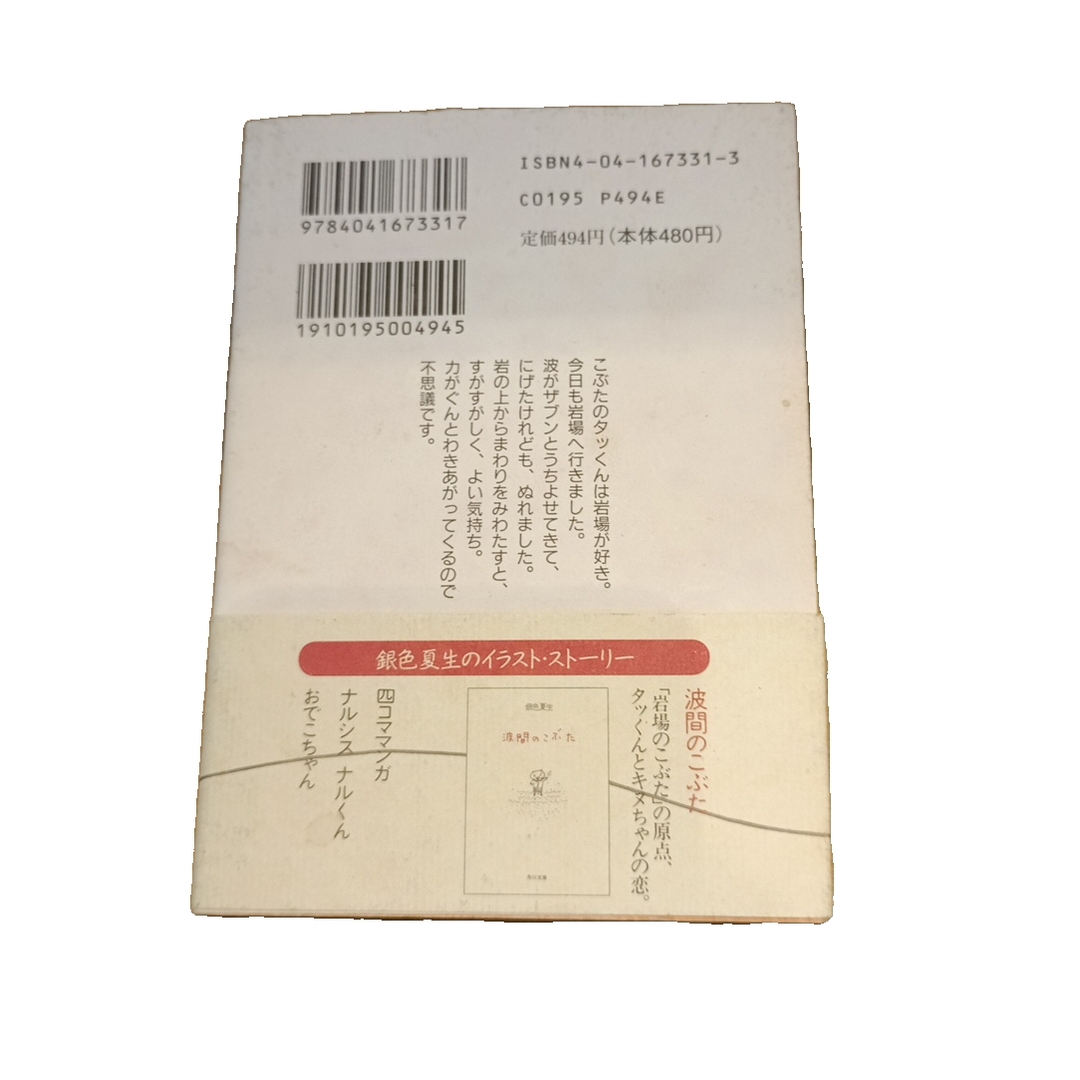 9784041673317
1910195004945
ISBN4-04-167331-3
C0195 P494E
定価494円(本体480円)
こぶたのタッくんは岩場が好き。
今日も岩場へ行きました。
波がザブンとうちよせてきて、
にげたけれども、ぬれました。
岩の上からまわりをみわたすと、
すがすがしく、よい気持ち。
力がぐんとわきあがってくるので
不思議です。
銀色夏生のイラスト・ストーリー
波間のこぶた
「岩場のこぶた」の原点、
タッくんとキヌちゃんの恋。
銀色夏生
波間のこぶた
角川文庫
四コママンガ
ナルシス ナルくん
おでこちゃん